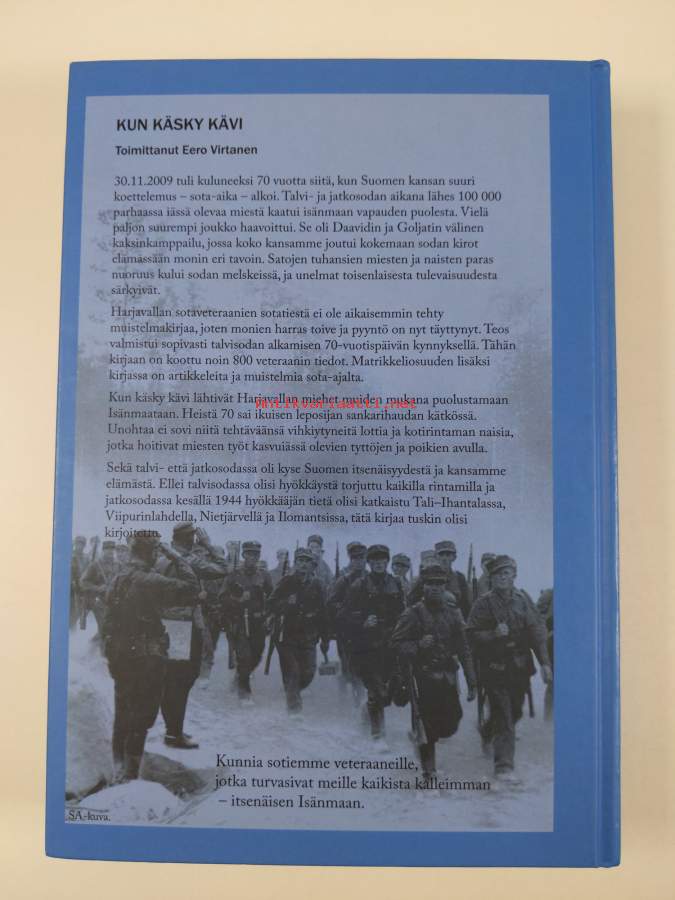 KUN KÄSKY KÄVI
Toimittanut Eero Virtanen
30.11.2009 tuli kuluneeksi 70 vuotta siitä, kun Suomen kansan suuri
koettelemus – sota-aika – alkoi. Talvi- ja jatkosodan aikana lähes 100 000
parhaassa iässä olevaa miestä kaatui isänmaan vapauden puolesta. Vielä
paljon suurempi joukko haavoittui. Se oli Daavidin ja Goljatin välinen
kaksinkamppailu, jossa koko kansamme joutui kokemaan sodan kirot
elämässään monin eri tavoin. Satojen tuhansien miesten ja naisten paras
nuoruus kului sodan melskeissä, ja unelmat toisenlaisesta tulevaisuudesta
särkyivät.
Harjavallan sotaveteraanien sotatiestä ei ole aikaisemmin tehty
muistelmakirjaa, joten monien harras toive ja pyyntö on nyt täyttynyt. Teos
valmistui sopivasti talvisodan alkamisen 70-vuotispäivän kynnyksellä. Tähän
kirjaan on koottu noin 800 veteraanin tiedot. Matrikkeliosuuden lisäksi
kirjassa on artikkeleita ja muistelmia sota-ajalta.
Kun käsky kävi lähtivät Harjavallan miehet muiden mukana puolustamaan
antikvariaatti.net
Isänmaataan. Heistä 70 sai ikuisen leposijan sankarihaudan kätkössä.
Unohtaa ei sovi niitä tehtäväänsä vihkiytyneitä lottia ja kotirintaman naisia,
jotka hoitivat miesten työt kasvuiässä olevien tyttöjen ja poikien avulla.
Sekä talvi- että jatkosodassa oli kyse Suomen itsenäisyydestä ja kansamme
elämästä. Ellei talvisodassa olisi hyökkäystä torjuttu kaikilla rintamilla ja
jatkosodassa kesällä 1944 hyökkääjän tietä olisi katkaistu Tali–Ihantalassa,
Viipurinlahdella, Nietjärvellä ja Ilomantsissa, tätä kirjaa tuskin olisi
kirjoitettu.
Kunnia sotiemme veteraaneille,
jotka turvasivat meille kaikista kalleimman
– itsenäisen Isänmaan.
SA-kuva.